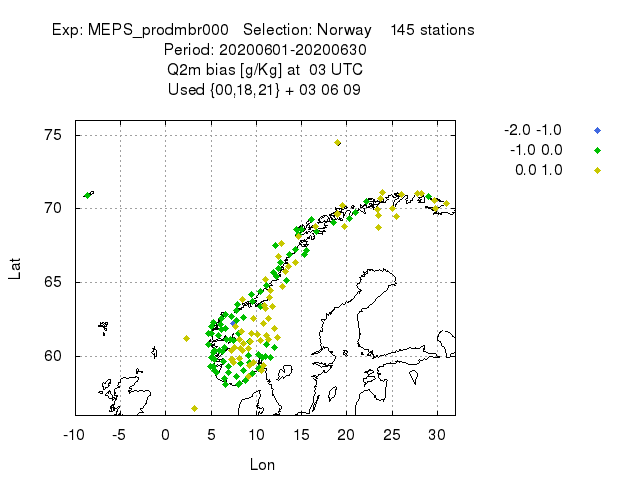 Exp: MEPS_prodmbr000 Selection: Norway 145 stations
Period: 20200601-20200630
Q2m bias [g/Kg] at 03 UTC
Used {00,18,21} + 03 06 09
-2.0 -1.0
-1.0 0.0
0.0 1.0
75
70
65
60
Lat
-10 -5 0 5 10 15 20 25 30
Lon